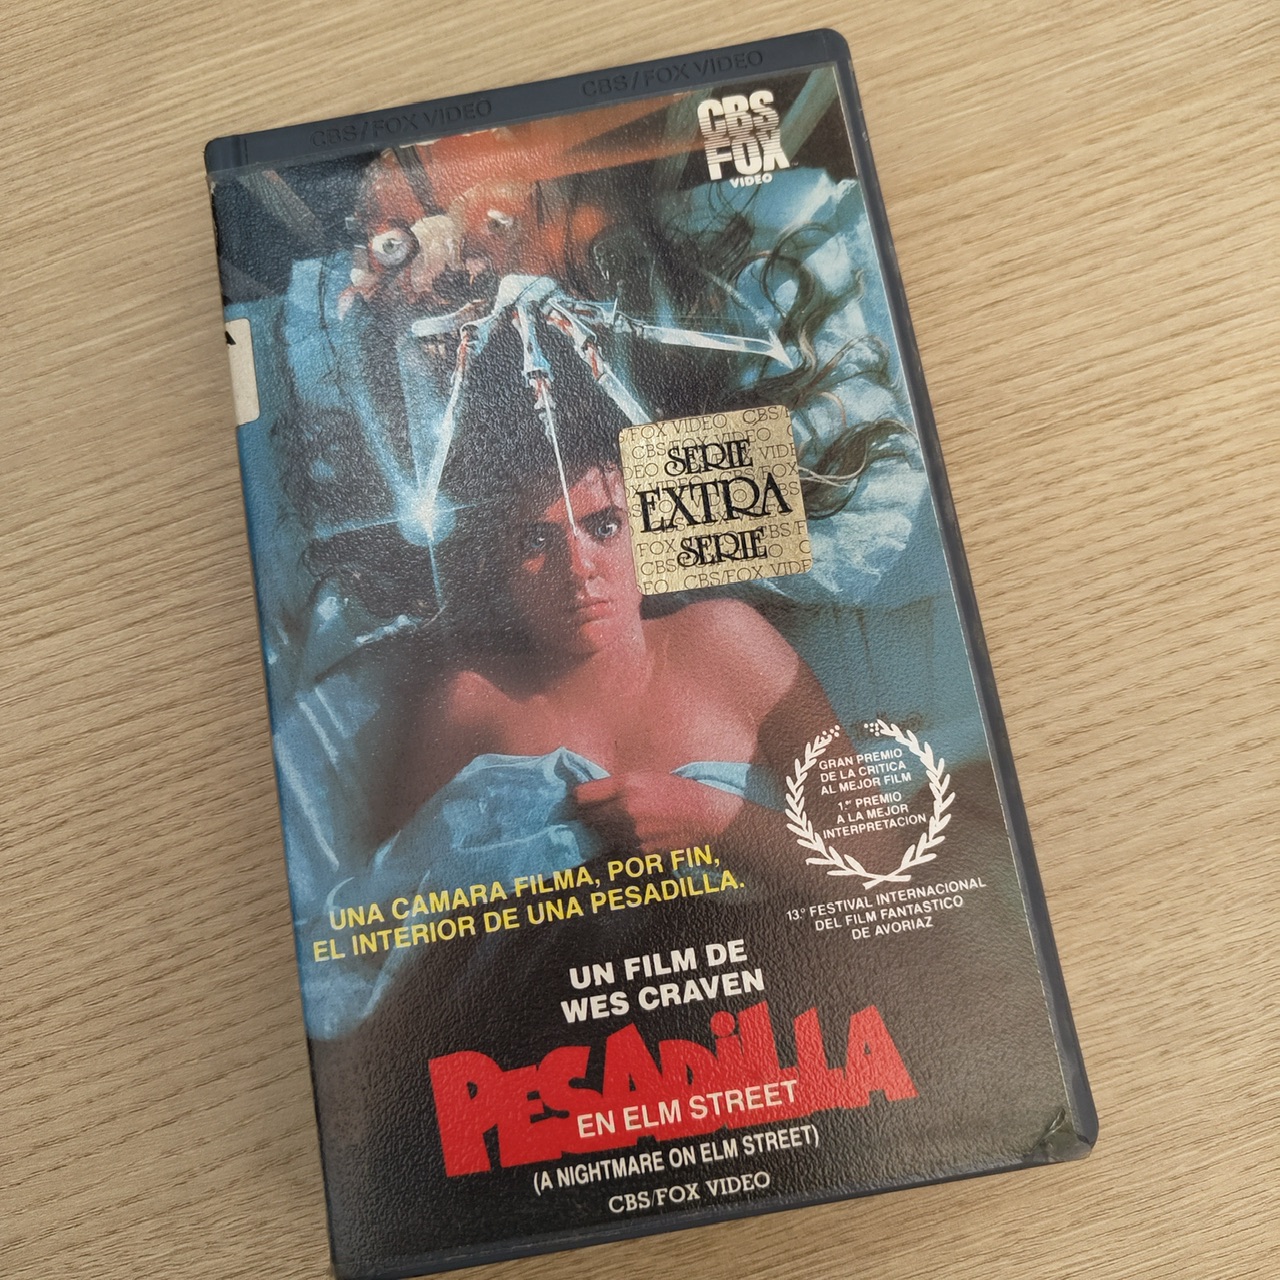 CBS/FOX VIDEO CBS/FOX VIDEO
CBS
FOX
VIDEO
SERIE
EXTRA
SERIE
GRAN PREMIO
DE LA CRITICA
AL MEJOR FILM
1.er PREMIO
A LA MEJOR
INTERPRETACION
13.º FESTIVAL INTERNACIONAL
DEL FILM FANTASTICO
DE AVORIAZ
UNA CAMARA FILMA, POR FIN,
EL INTERIOR DE UNA PESADILLA.
UN FILM DE
WES CRAVEN
PESADiLLA
EN ELM STREET
(A NIGHTMARE ON ELM STREET)
CBS/FOX VIDEO